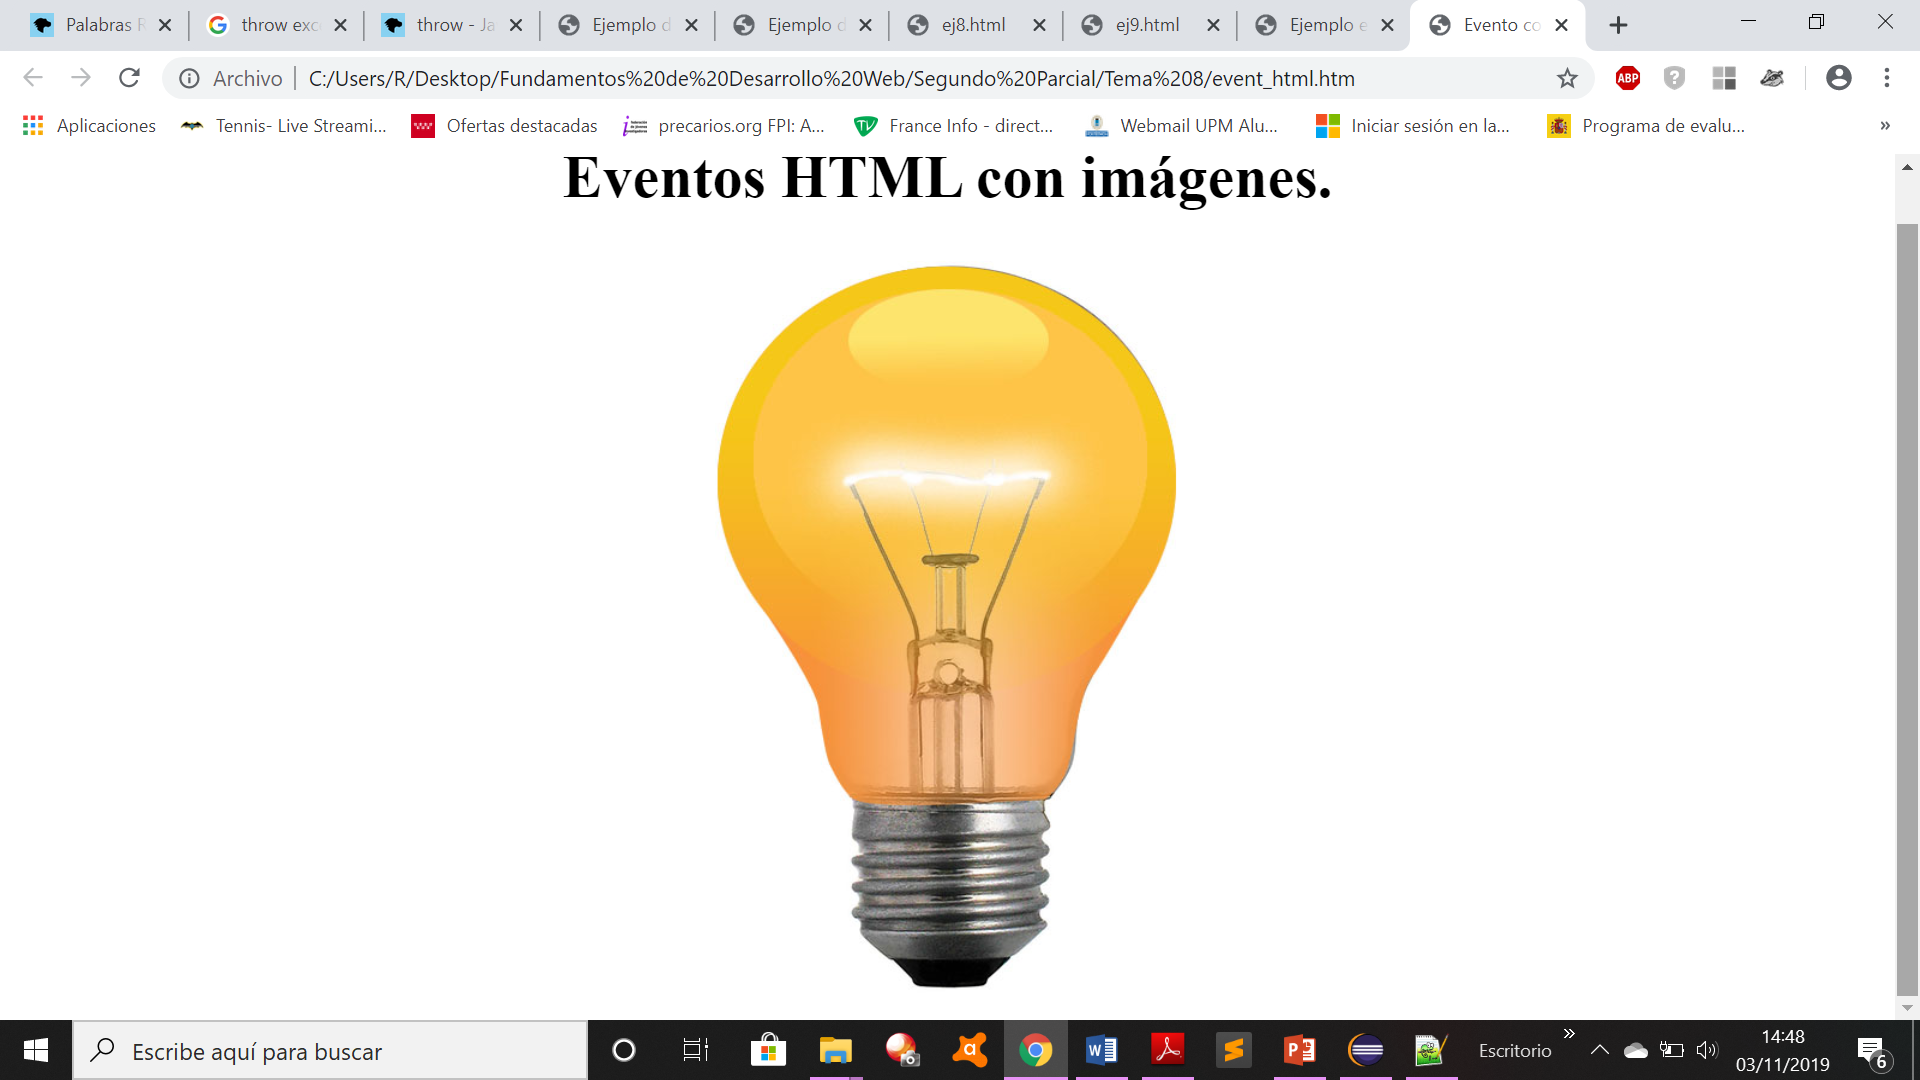 Palabras R
throw exc
throw - Ja
Ejemplo d
Ejemplo d
ej8.html
ej9.html
Ejemplo e
Evento co
Archivo
C:/Users/R/Desktop/Fundamentos%20de%20Desarrollo%20Web/Segundo%20Parcial/Tema%208/event_html.htm
ABP
Aplicaciones
Tennis- Live Streami...
Ofertas destacadas
precarios.org FPI: A...
France Info - direct...
Webmail UPM Alu...
Iniciar sesión en la...
Programa de evalu...
»
Eventos HTML con imágenes.
Escribe aquí para buscar
Escritorio
»
14:48
03/11/2019
6